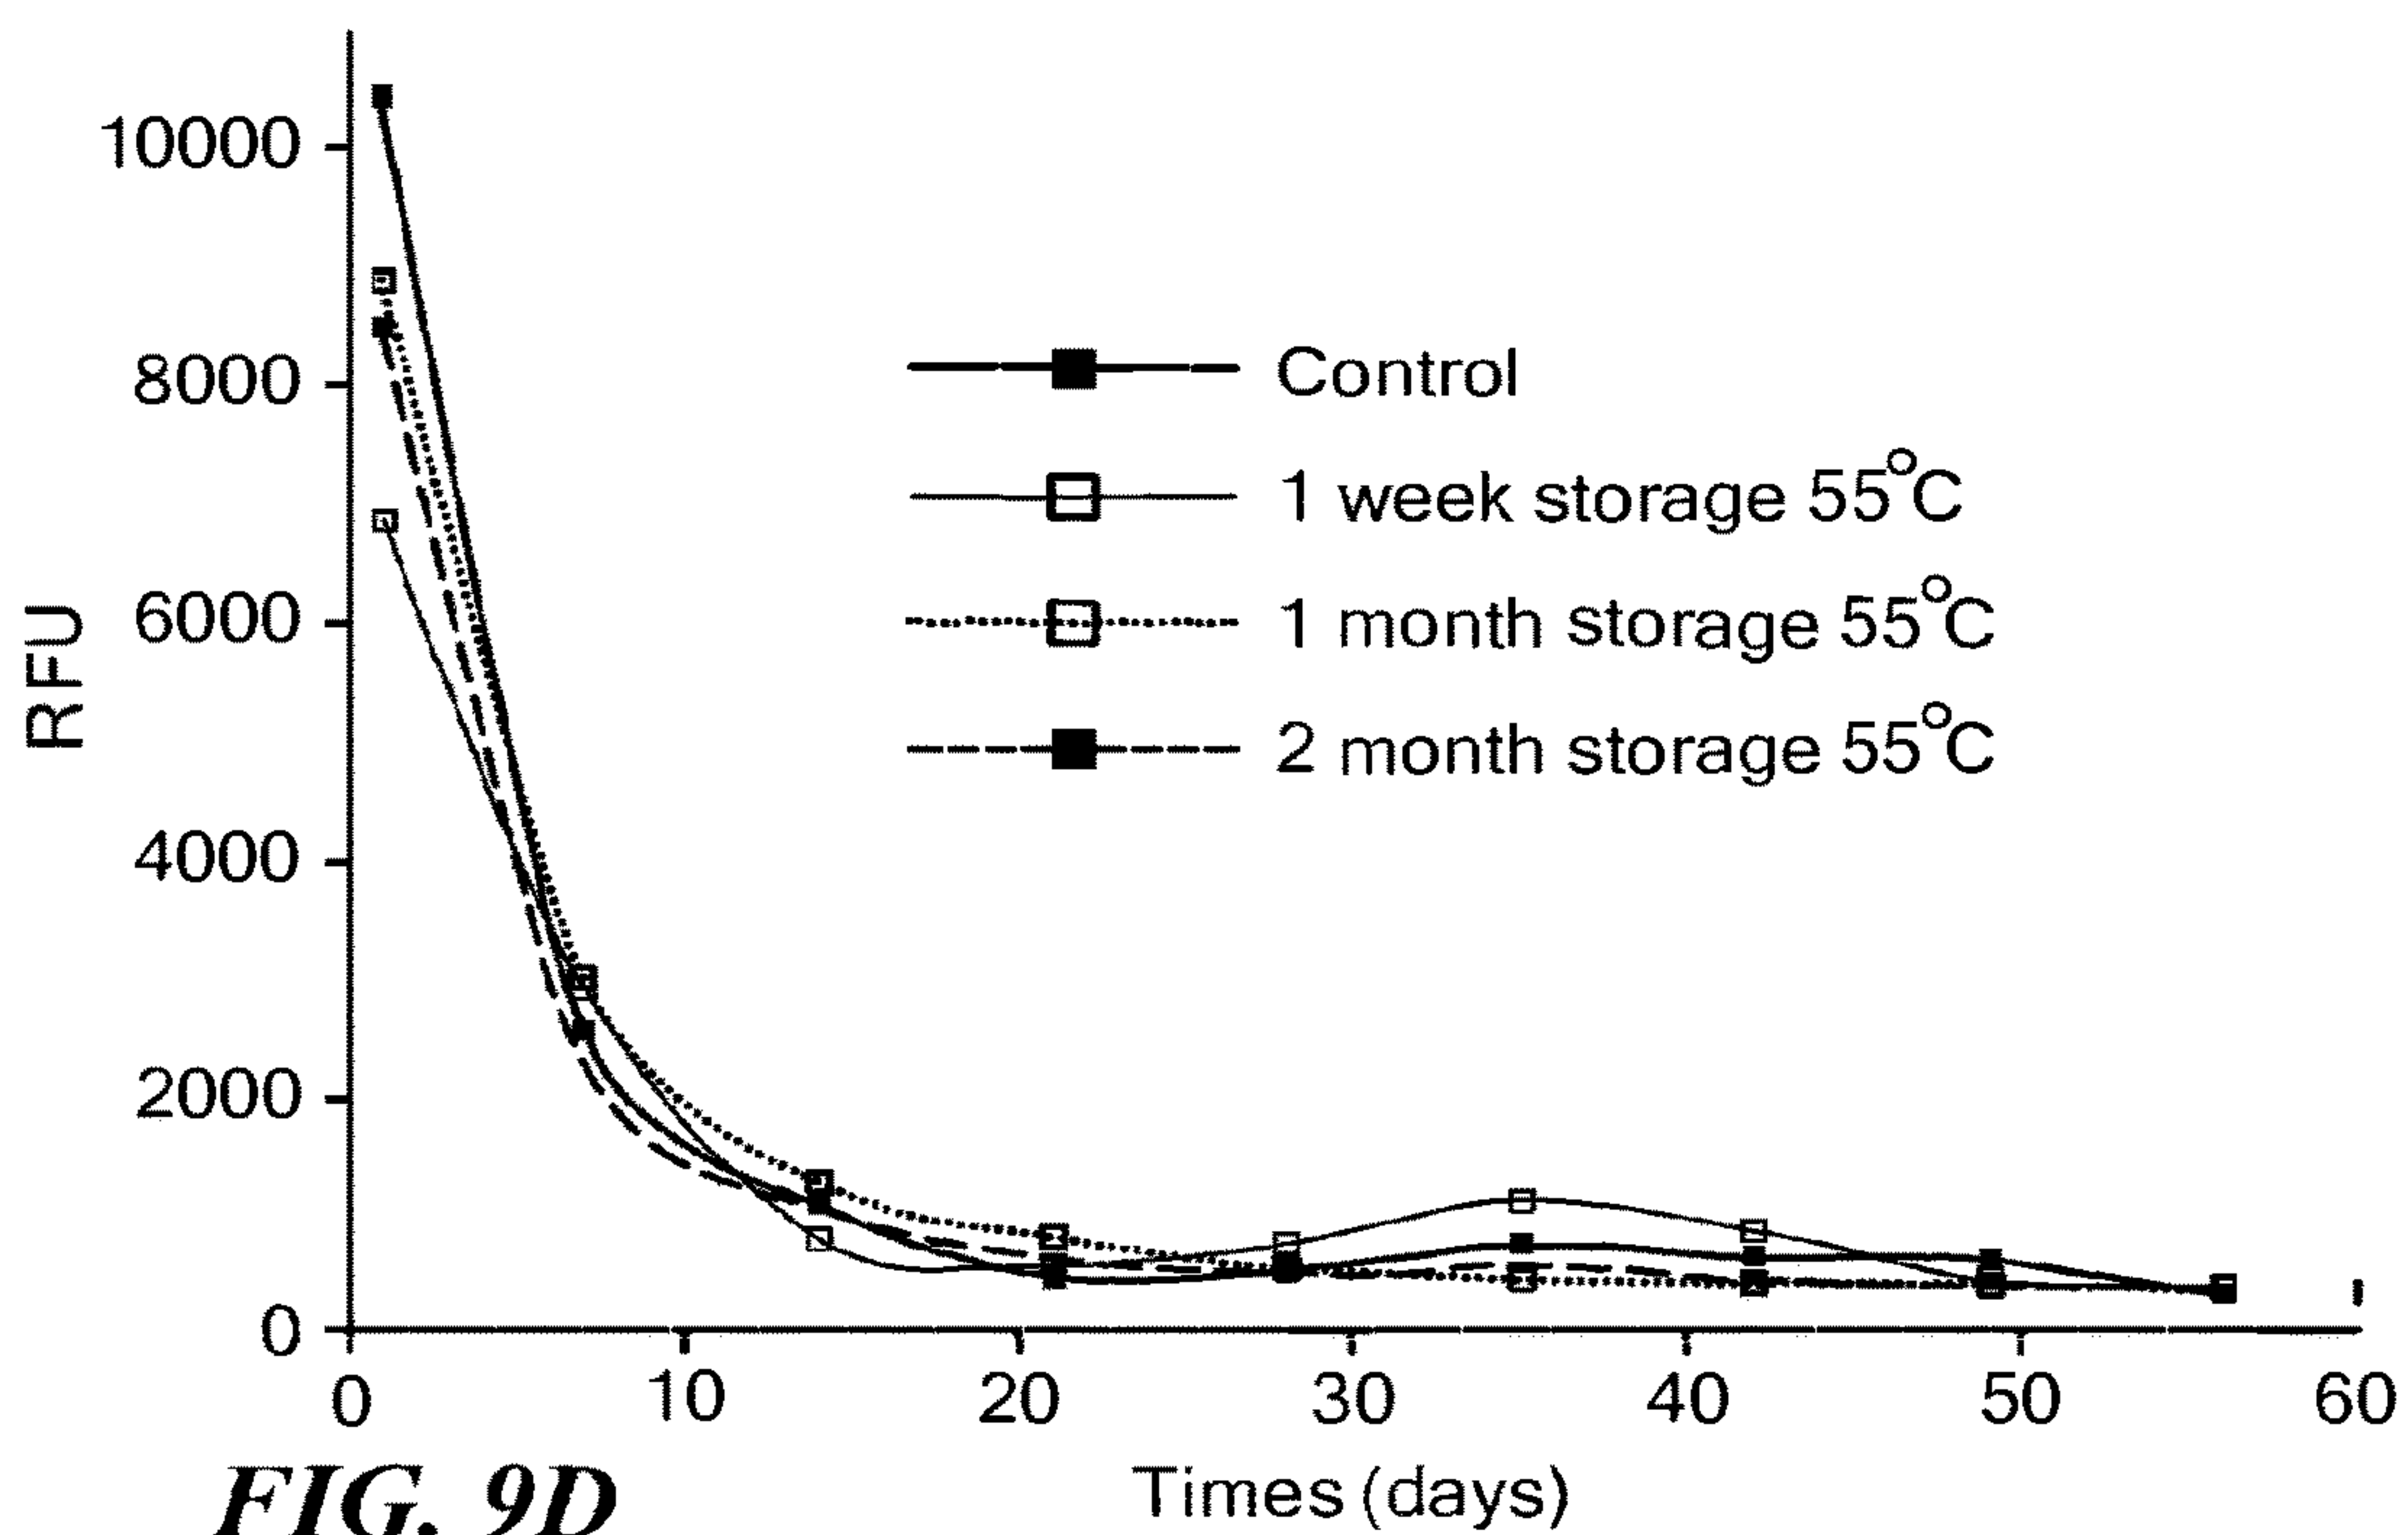 10000
8000
6000
4000
2000
0
RFU
Control
1 week storage 55°C
1 month storage 55°C
2 month storage 55°C
0 10 20 30 40 50 60
Times (days)
FIG. 9D